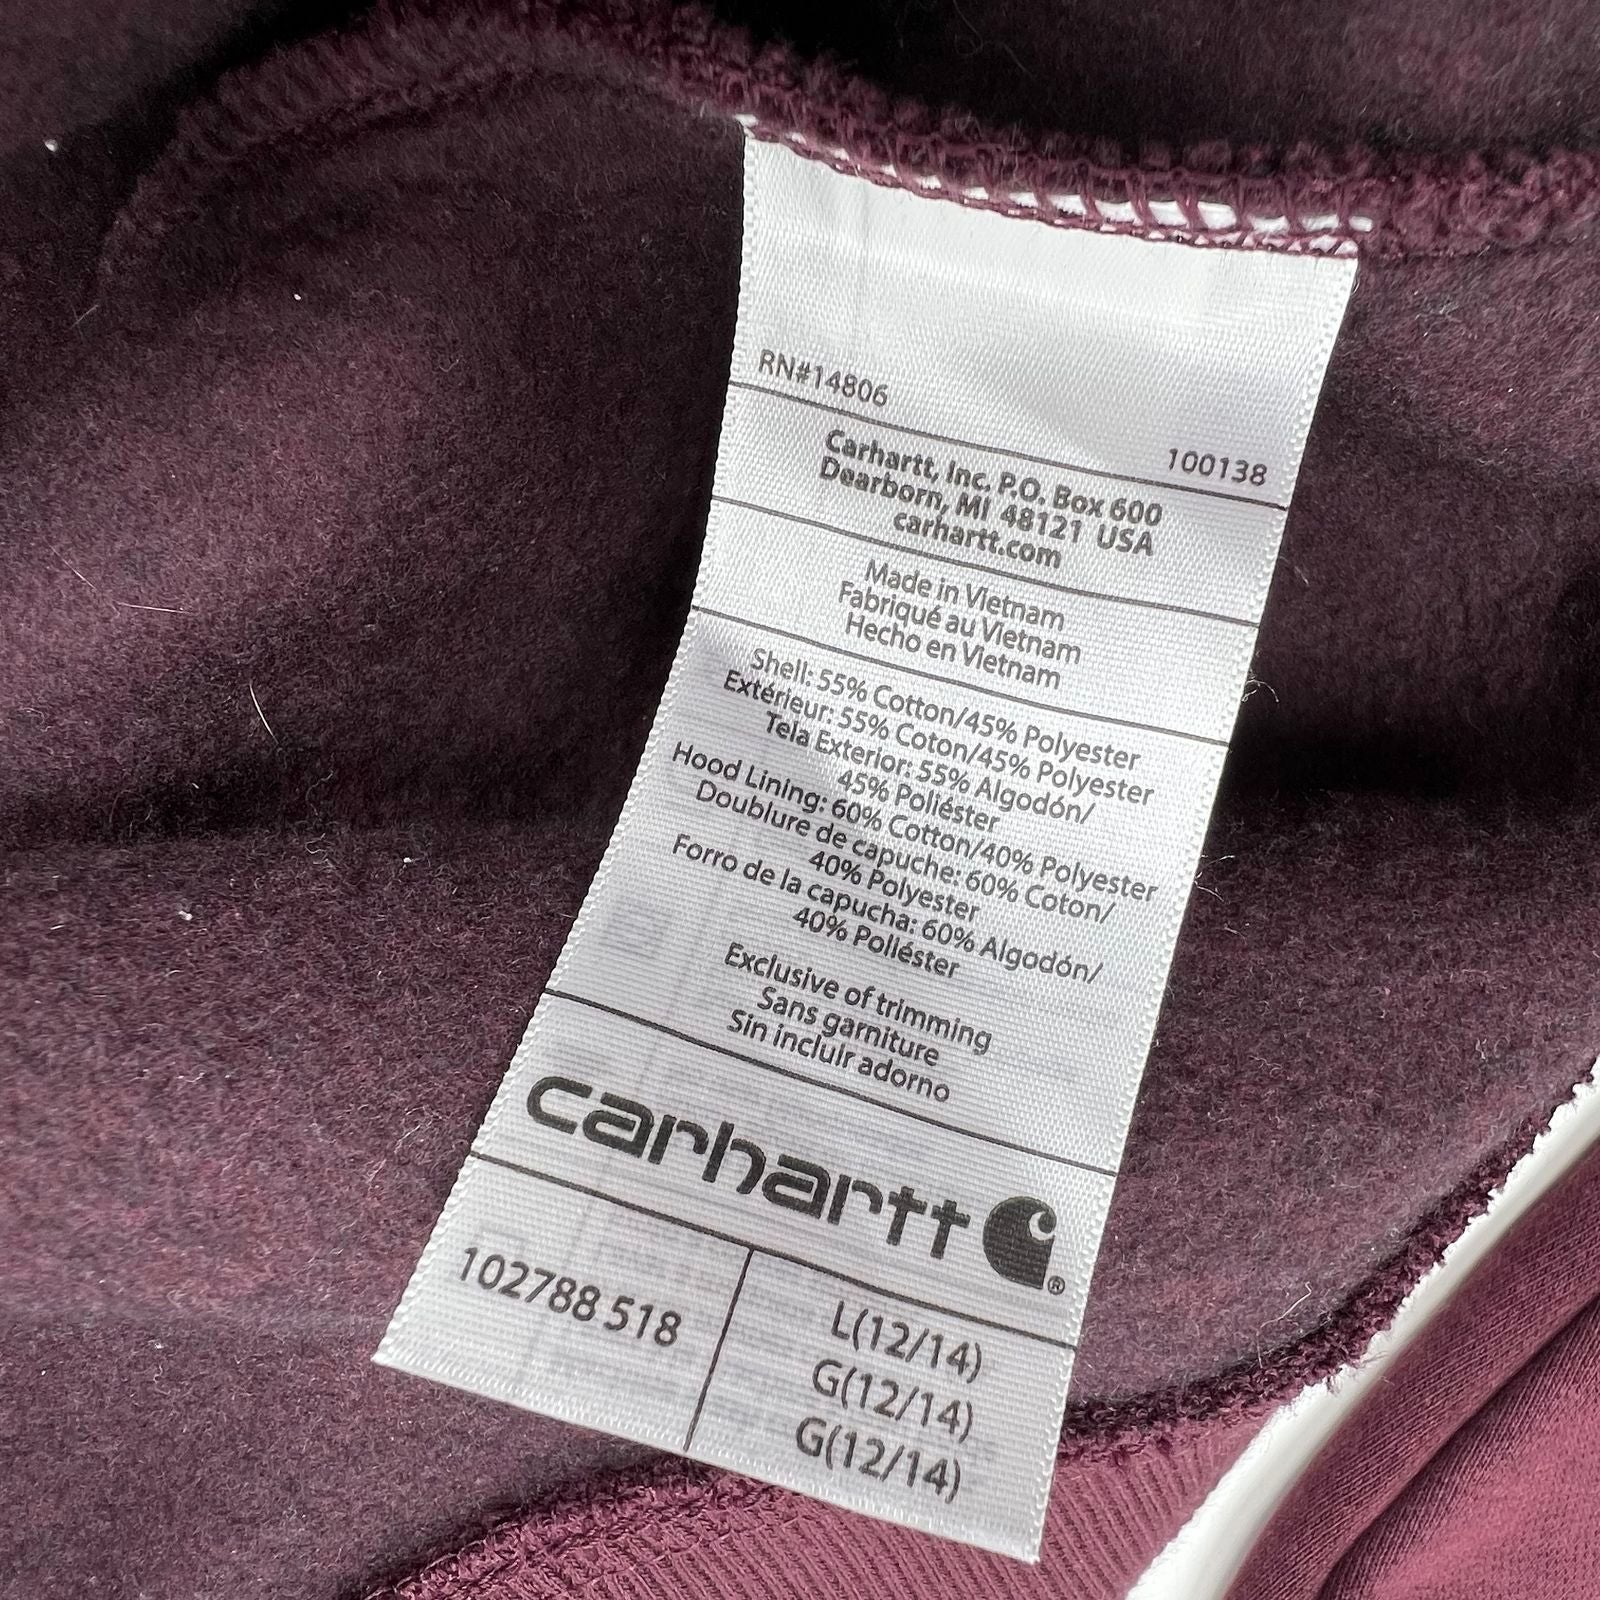 RN#14806
100138
Carhartt, Inc. P.O. Box 600
Dearborn, MI 48121 USA
carhartt.com
Made in Vietnam
Fabriqué au Vietnam
Hecho en Vietnam
Shell: 55% Cotton/45% Polyester
Extérieur: 55% Coton/45% Polyester
Tela Exterior: 55% Algodón/
45% Poliéster
Hood Lining: 60% Cotton/40% Polyester
Doublure de capuche: 60% Coton/
40% Polyester
Forro de la capucha: 60% Algodón/
40% Poliéster
Exclusive of trimming
Sans garniture
Sin incluir adorno
carhartt ®
102788 518
L(12/14)
G(12/14)
G(12/14)